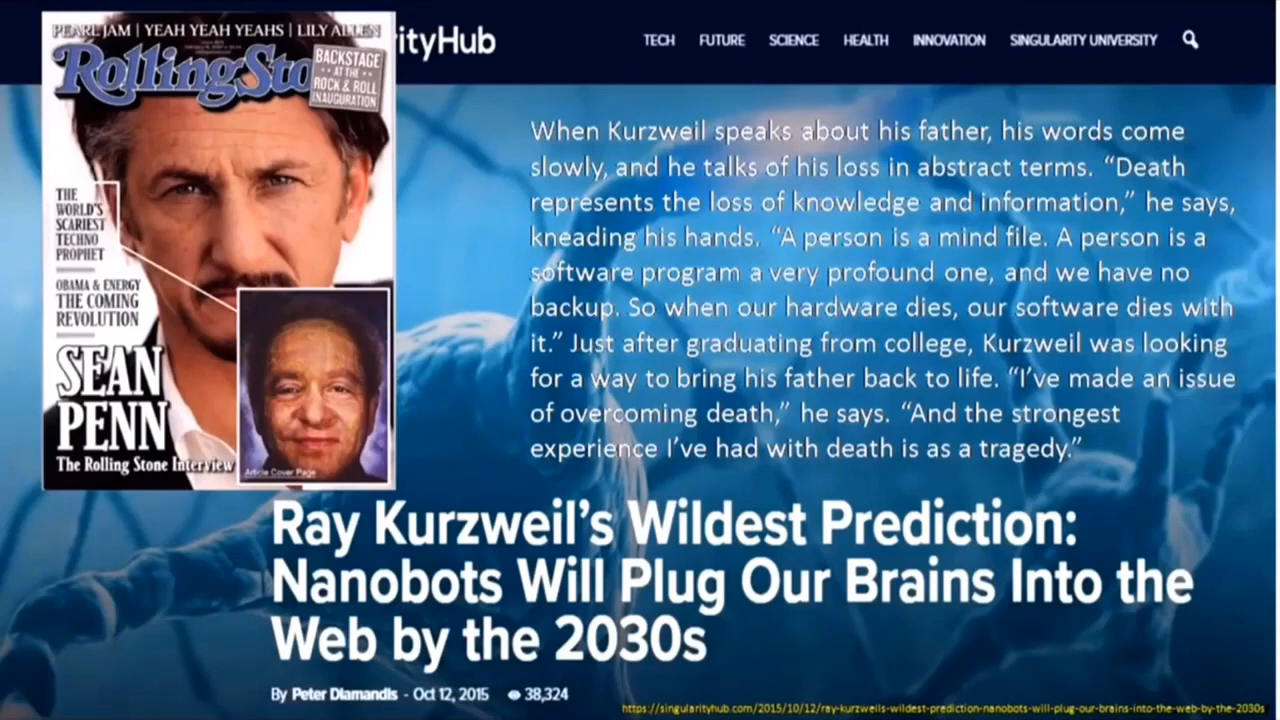 PEARL JAM | YEAH YEAH YEAHS | LILY ALLEN
RollingSto
BACKSTAGE
AT THE
ROCK & ROLL
INAUGURATION
THE
WORLD'S
SCARIEST
TECHNO
PROPHET
OBAMA & ENERGY
THE COMING
REVOLUTION
SEAN
PENN
The Rolling Stone Interview
Article Cover Page
rityHub
TECH FUTURE SCIENCE HEALTH INNOVATION SINGULARITY UNIVERSITY
When Kurzweil speaks about his father, his words come
slowly, and he talks of his loss in abstract terms. “Death
represents the loss of knowledge and information,” he says,
kneading his hands. “A person is a mind file. A person is a
software program a very profound one, and we have no
backup. So when our hardware dies, our software dies with
it.” Just after graduating from college, Kurzweil was looking
for a way to bring his father back to life. “I’ve made an issue
of overcoming death,” he says. “And the strongest
experience I’ve had with death is as a tragedy.”
Ray Kurzweil’s Wildest Prediction:
Nanobots Will Plug Our Brains Into the
Web by the 2030s
By Peter Diamandis - Oct 12, 2015 38,324
https://singularityhub.com/2015/10/12/ray-kurzweils-wildest-prediction-nanobots-will-plug-our-brains-into-the-web-by-the-2030s